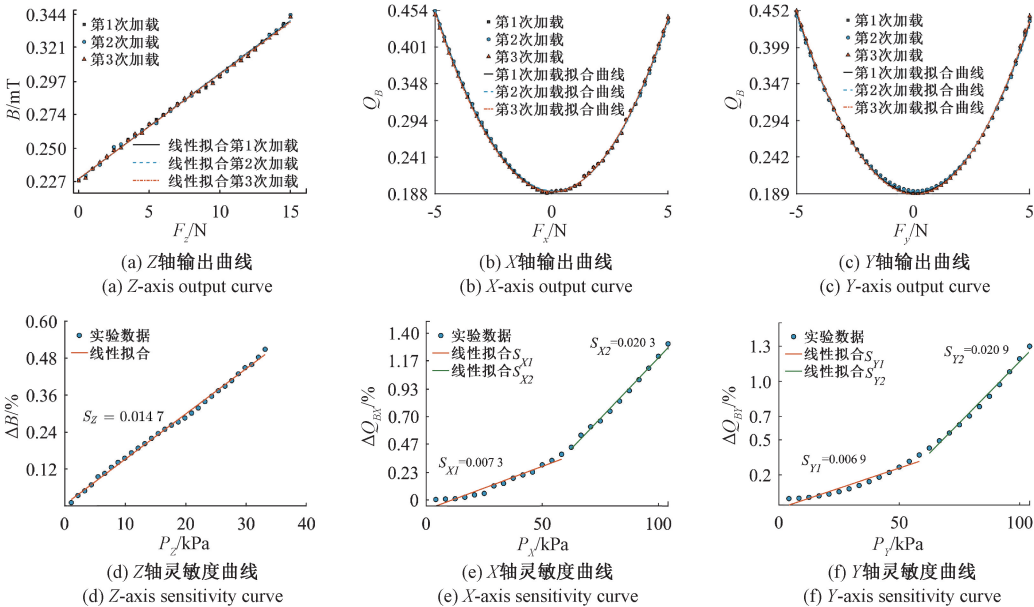 0.344
0.321
0.297
0.274
0.250
0.227
B/mT
第1次加载
第2次加载
第3次加载
线性拟合第1次加载
线性拟合第2次加载
线性拟合第3次加载
0 5 10 15
F_z/N
(a) Z轴输出曲线
(a) Z-axis output curve
0.454
0.401
0.348
0.294
0.241
0.189
Q_B
第1次加载
第2次加载
第3次加载
第1次加载拟合曲线
第2次加载拟合曲线
第3次加载拟合曲线
-5 0 5
F_x/N
(b) X轴输出曲线
(b) X-axis output curve
0.452
0.399
0.347
0.294
0.242
0.189
Q_B
第1次加载
第2次加载
第3次加载
第1次加载拟合曲线
第2次加载拟合曲线
第3次加载拟合曲线
-5 0 5
F_y/N
(c) Y轴输出曲线
(c) Y-axis output curve
0.60
0.48
0.36
0.24
0.12
ΔB/%
实验数据
线性拟合
S_Z = 0.014 7
0 10 20 30 40
P_Z/kPa
(d) Z轴灵敏度曲线
(d) Z-axis sensitivity curve
1.40
1.17
0.93
0.70
0.47
0.23
0
ΔQ_BX/%
实验数据
线性拟合S_X1
线性拟合S_X2
S_X2=0.020 3
S_X1=0.007 3
0 50 100
P_X/kPa
(e) X轴灵敏度曲线
(e) X-axis sensitivity curve
1.3
1.0
0.7
0.5
0.2
ΔQ_BY/%
实验数据
线性拟合S_Y1
线性拟合S_Y2
S_Y2=0.020 9
S_Y1=0.006 9
0 50 100
P_Y/kPa
(f) Y轴灵敏度曲线
(f) Y-axis sensitivity curve